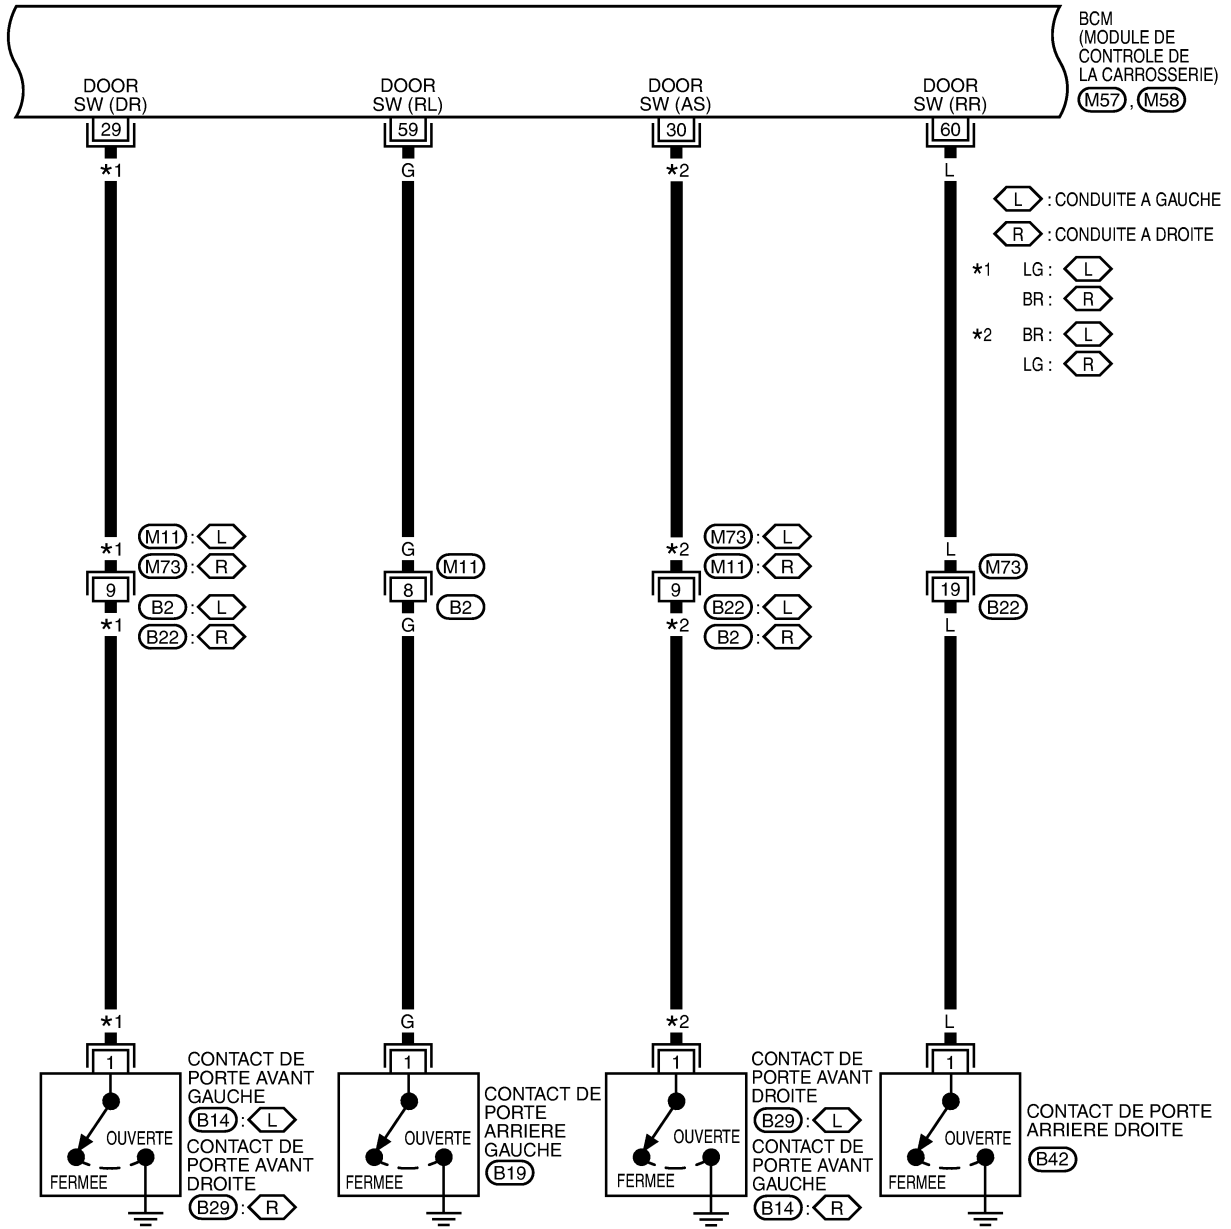 BCM
(MODULE DE
CONTROLE DE
LA CARROSSERIE)
M57 , M58
DOOR
SW (DR)
DOOR
SW (RL)
DOOR
SW (AS)
DOOR
SW (RR)
29
59
30
60
*1
G
*2
L
L : CONDUITE A GAUCHE
R : CONDUITE A DROITE
*1 LG : L
BR : R
*2 BR : L
LG : R
*1
M11 : L
M73 : R
9
B2 : L
B22 : R
*1
G
M11
8
B2
G
*2
M73 : L
M11 : R
9
B22 : L
B2 : R
*2
L
M73
19
B22
L
*1
G
*2
L
1
CONTACT DE
PORTE AVANT
GAUCHE
B14 : L
CONTACT DE
PORTE AVANT
DROITE
B29 : R
OUVERTE
FERMEE
1
CONTACT DE
PORTE
ARRIERE
GAUCHE
B19
OUVERTE
FERMEE
1
CONTACT DE
PORTE AVANT
DROITE
B29 : L
CONTACT DE
PORTE AVANT
GAUCHE
B14 : R
OUVERTE
FERMEE
1
CONTACT DE PORTE
ARRIERE DROITE
B42
OUVERTE
FERMEE